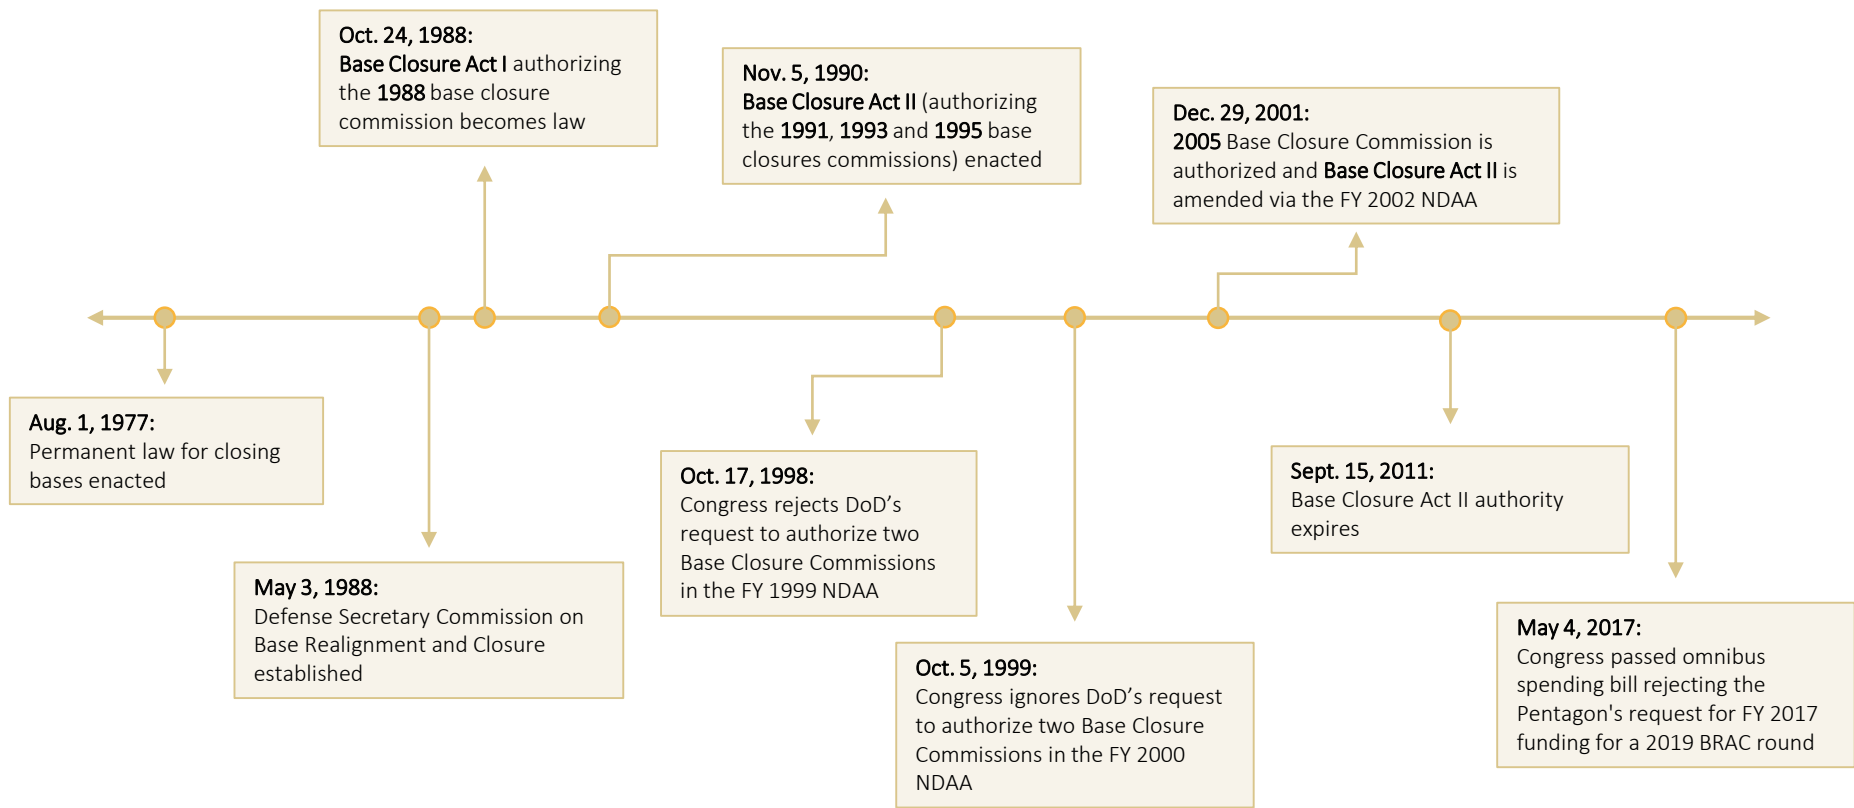 Oct. 24, 1988:
Base Closure Act I authorizing
the 1988 base closure
commission becomes law
Nov. 5, 1990:
Base Closure Act II (authorizing
the 1991, 1993 and 1995 base
closures commissions) enacted
Dec. 29, 2001:
2005 Base Closure Commission is
authorized and Base Closure Act II is
amended via the FY 2002 NDAA
Aug. 1, 1977:
Permanent law for closing
bases enacted
May 3, 1988:
Defense Secretary Commission on
Base Realignment and Closure
established
Oct. 17, 1998:
Congress rejects DoD’s
request to authorize two
Base Closure Commissions
in the FY 1999 NDAA
Oct. 5, 1999:
Congress ignores DoD’s request
to authorize two Base Closure
Commissions in the FY 2000
NDAA
Sept. 15, 2011:
Base Closure Act II authority
expires
May 4, 2017:
Congress passed omnibus
spending bill rejecting the
Pentagon's request for FY 2017
funding for a 2019 BRAC round